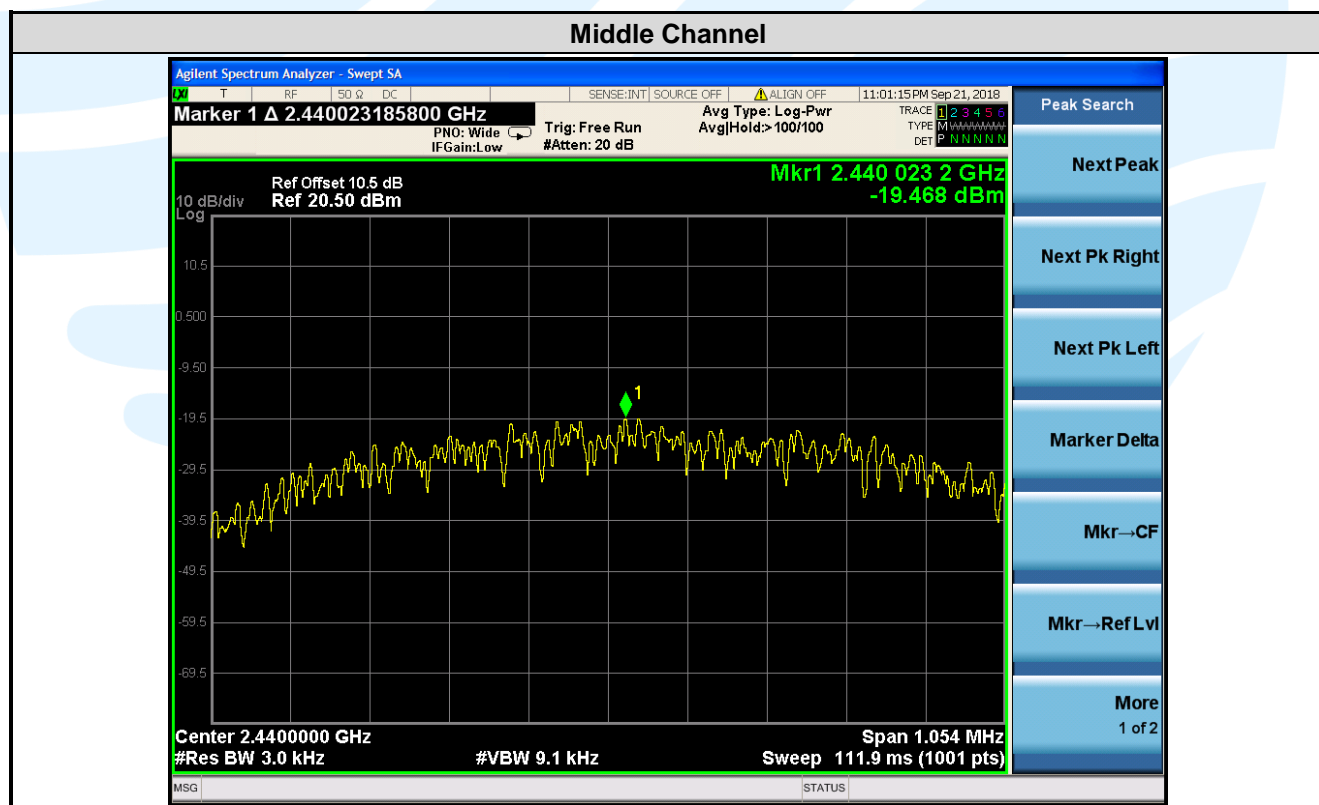 Middle Channel
Agilent Spectrum Analyzer - Swept SA
LXI T RF 50 Ω DC SENSE:INT SOURCE OFF ⚠ ALIGN OFF 11:01:15 PM Sep 21, 2018
Marker 1 Δ 2.440023185800 GHz
PNO: Wide
IFGain:Low
Trig: Free Run
#Atten: 20 dB
Avg Type: Log-Pwr
Avg|Hold:>100/100
TRACE 1 2 3 4 5 6
TYPE M
DET P N N N N N
Peak Search
Next Peak
Next Pk Right
Next Pk Left
Marker Delta
Mkr→CF
Mkr→Ref Lvl
More
1 of 2
Mkr1 2.440 023 2 GHz
-19.468 dBm
Ref Offset 10.5 dB
10 dB/div Ref 20.50 dBm
Log
10.5
0.500
-9.50
1
-19.5
-29.5
-39.5
-49.5
-59.5
-69.5
Center 2.4400000 GHz Span 1.054 MHz
#Res BW 3.0 kHz #VBW 9.1 kHz Sweep 111.9 ms (1001 pts)
MSG STATUS